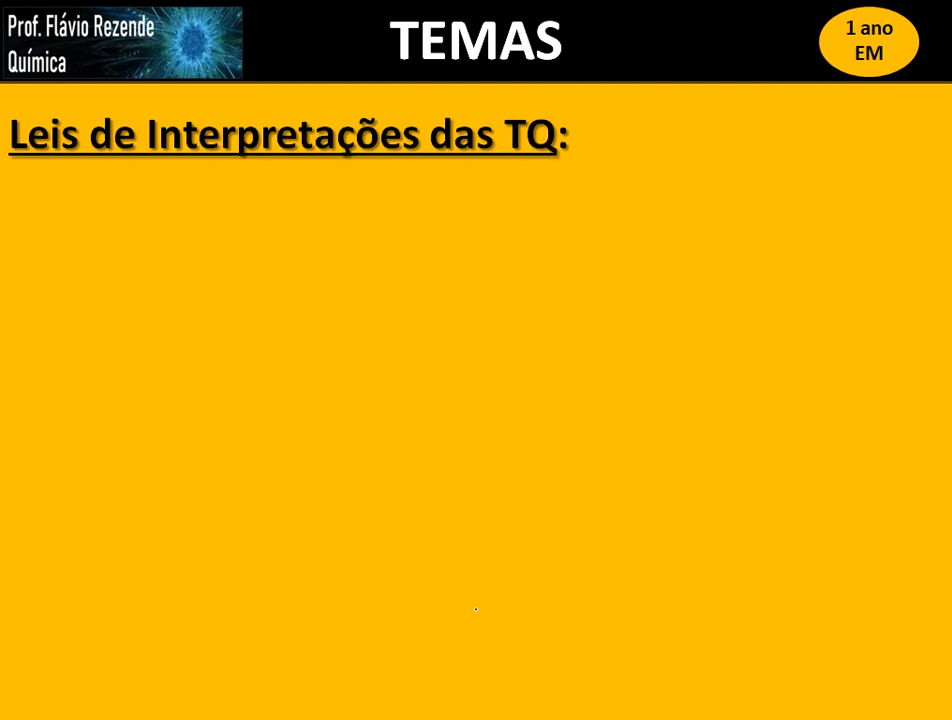 Prof. Flávio Rezende
Química
TEMAS
1 ano
EM
Leis de Interpretações das TQ:
.